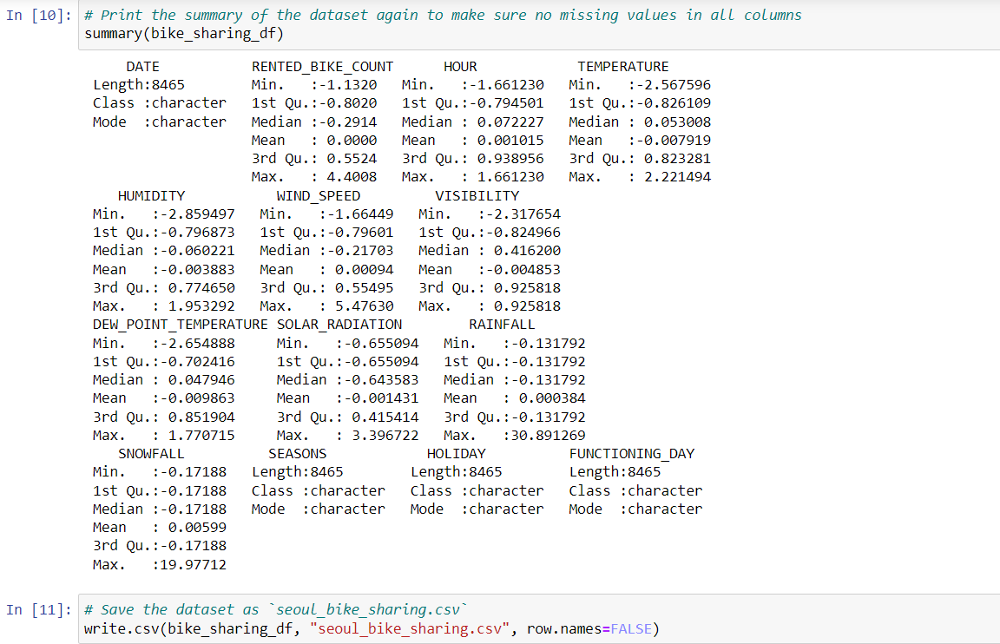 In [10]: # Print the summary of the dataset again to make sure no missing values in all columns
summary(bike_sharing_df)
DATE RENTED_BIKE_COUNT HOUR TEMPERATURE
Length:8465 Min. :-1.1320 Min. :-1.661230 Min. :-2.567596
Class :character 1st Qu.:-0.8020 1st Qu.:-0.794501 1st Qu.:-0.826109
Mode :character Median :-0.2914 Median : 0.072227 Median : 0.053008
Mean : 0.0000 Mean : 0.001015 Mean :-0.007919
3rd Qu.: 0.5524 3rd Qu.: 0.938956 3rd Qu.: 0.823281
Max. : 4.4008 Max. : 1.661230 Max. : 2.221494
HUMIDITY WIND_SPEED VISIBILITY
Min. :-2.859497 Min. :-1.66449 Min. :-2.317654
1st Qu.:-0.796873 1st Qu.:-0.79601 1st Qu.:-0.824966
Median :-0.060221 Median :-0.21703 Median : 0.416200
Mean :-0.003883 Mean : 0.00094 Mean :-0.004853
3rd Qu.: 0.774650 3rd Qu.: 0.55495 3rd Qu.: 0.925818
Max. : 1.953292 Max. : 5.47630 Max. : 0.925818
DEW_POINT_TEMPERATURE SOLAR_RADIATION RAINFALL
Min. :-2.654888 Min. :-0.655094 Min. :-0.131792
1st Qu.:-0.702416 1st Qu.:-0.655094 1st Qu.:-0.131792
Median : 0.047946 Median :-0.643583 Median :-0.131792
Mean :-0.009863 Mean :-0.001431 Mean : 0.000384
3rd Qu.: 0.851904 3rd Qu.: 0.415414 3rd Qu.:-0.131792
Max. : 1.770715 Max. : 3.396722 Max. :30.891269
SNOWFALL SEASONS HOLIDAY FUNCTIONING_DAY
Min. :-0.17188 Length:8465 Length:8465 Length:8465
1st Qu.:-0.17188 Class :character Class :character Class :character
Median :-0.17188 Mode :character Mode :character Mode :character
Mean : 0.00599
3rd Qu.:-0.17188
Max. :19.97712
In [11]: # Save the dataset as `seoul_bike_sharing.csv`
write.csv(bike_sharing_df, "seoul_bike_sharing.csv", row.names=FALSE)